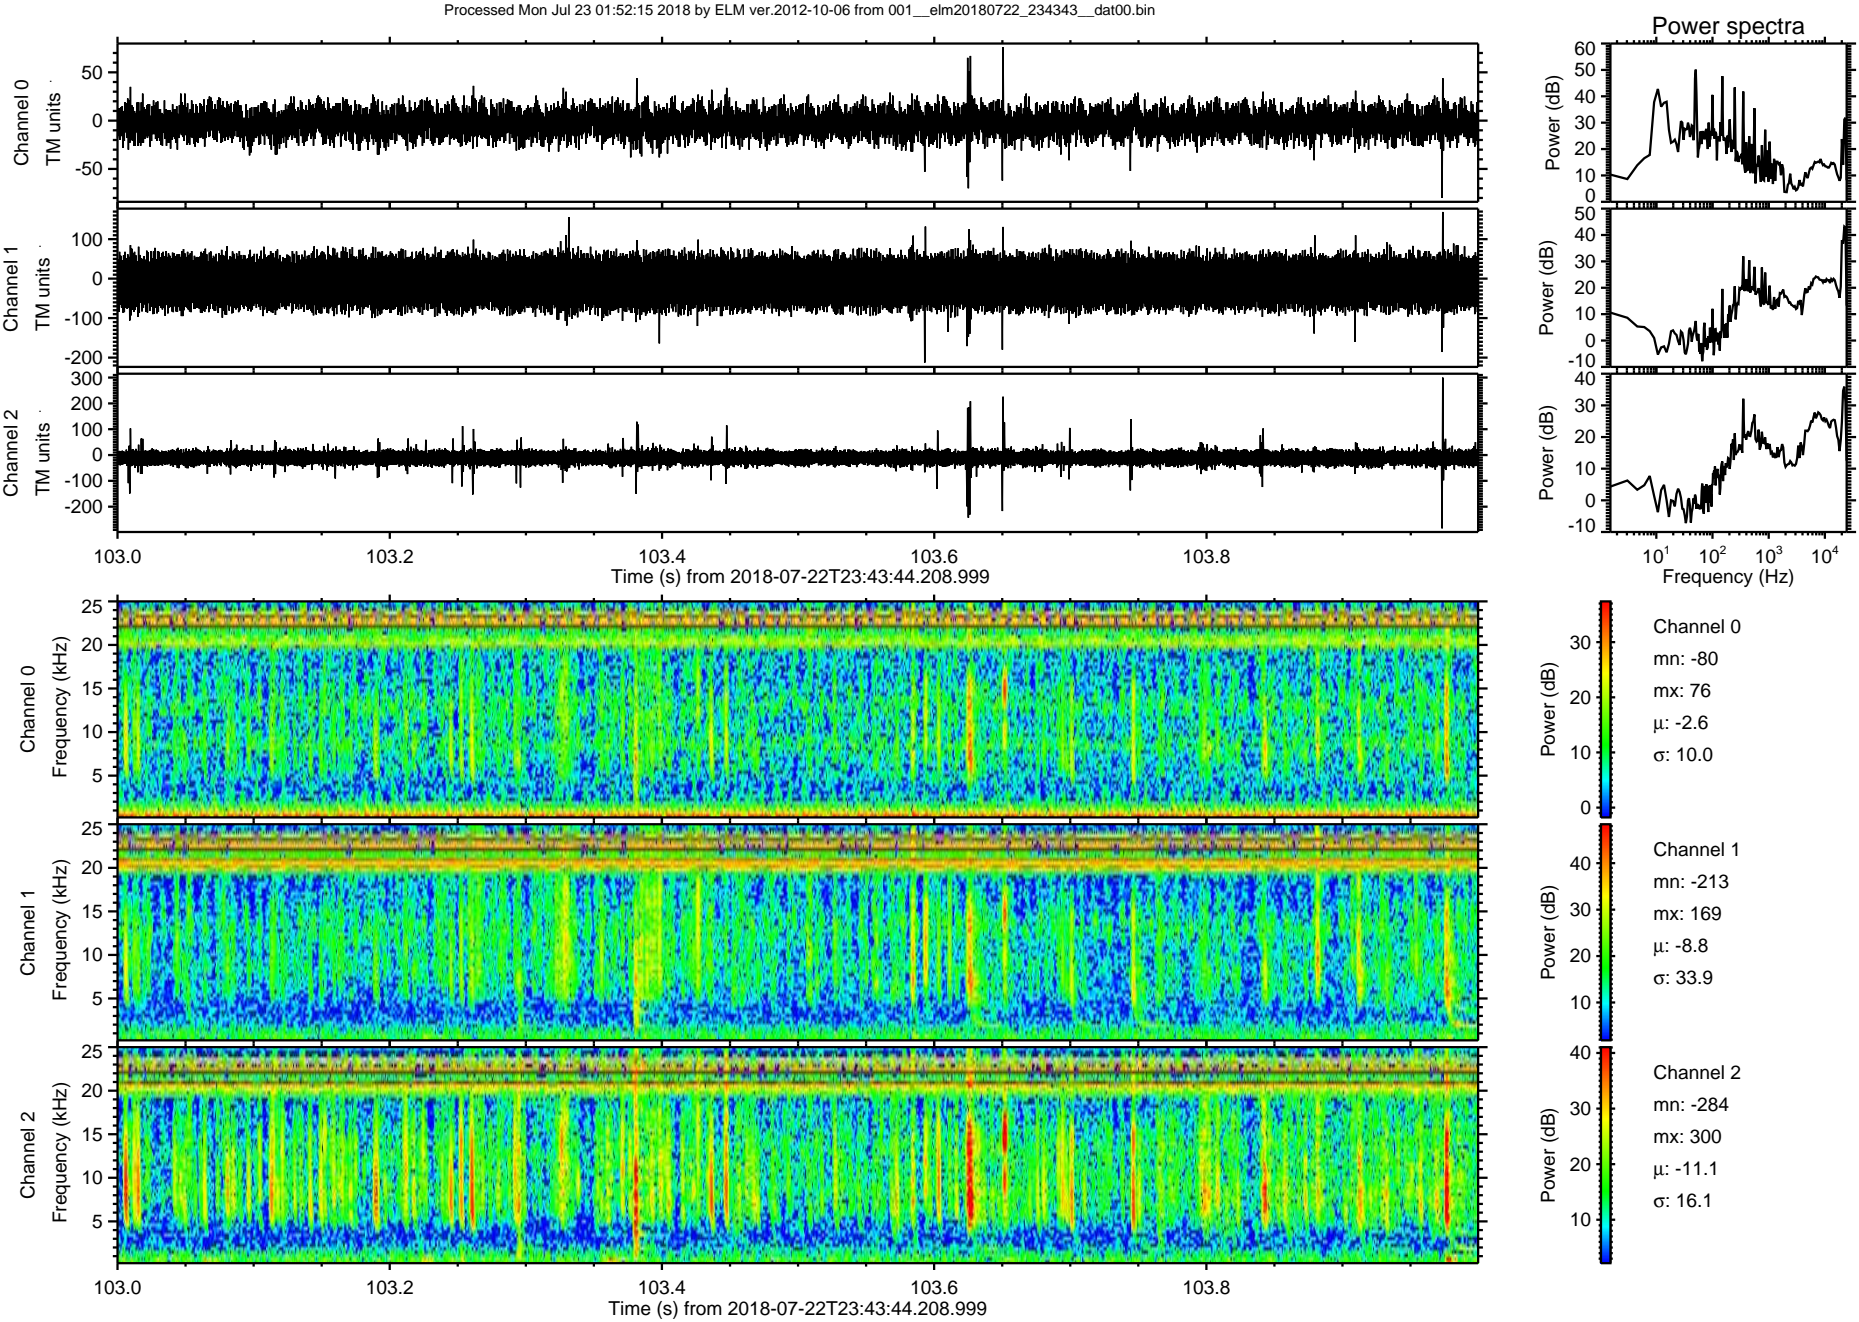 Processed Mon Jul 23 01:52:15 2018 by ELM ver.2012-10-06 from 001__elm20180722_234343__dat00.bin
Power spectra
Channel 0
TM units
50
0
-50
Power (dB)
60
50
40
30
20
10
0
Channel 1
TM units
100
0
-100
-200
Power (dB)
50
40
30
20
10
0
-10
Channel 2
TM units
300
200
100
0
-100
-200
Power (dB)
40
30
20
10
0
-10
103.0 103.2 103.4 103.6 103.8
Time (s) from 2018-07-22T23:43:44.208.999
10^1 10^2 10^3 10^4
Frequency (Hz)
Channel 0
Frequency (kHz)
25
20
15
10
5
Power (dB)
30
20
10
0
Channel 0
mn: -80
mx: 76
μ: -2.6
σ: 10.0
Channel 1
Frequency (kHz)
25
20
15
10
5
Power (dB)
40
30
20
10
Channel 1
mn: -213
mx: 169
μ: -8.8
σ: 33.9
Channel 2
Frequency (kHz)
25
20
15
10
5
Power (dB)
40
30
20
10
Channel 2
mn: -284
mx: 300
μ: -11.1
σ: 16.1
103.0 103.2 103.4 103.6 103.8
Time (s) from 2018-07-22T23:43:44.208.999